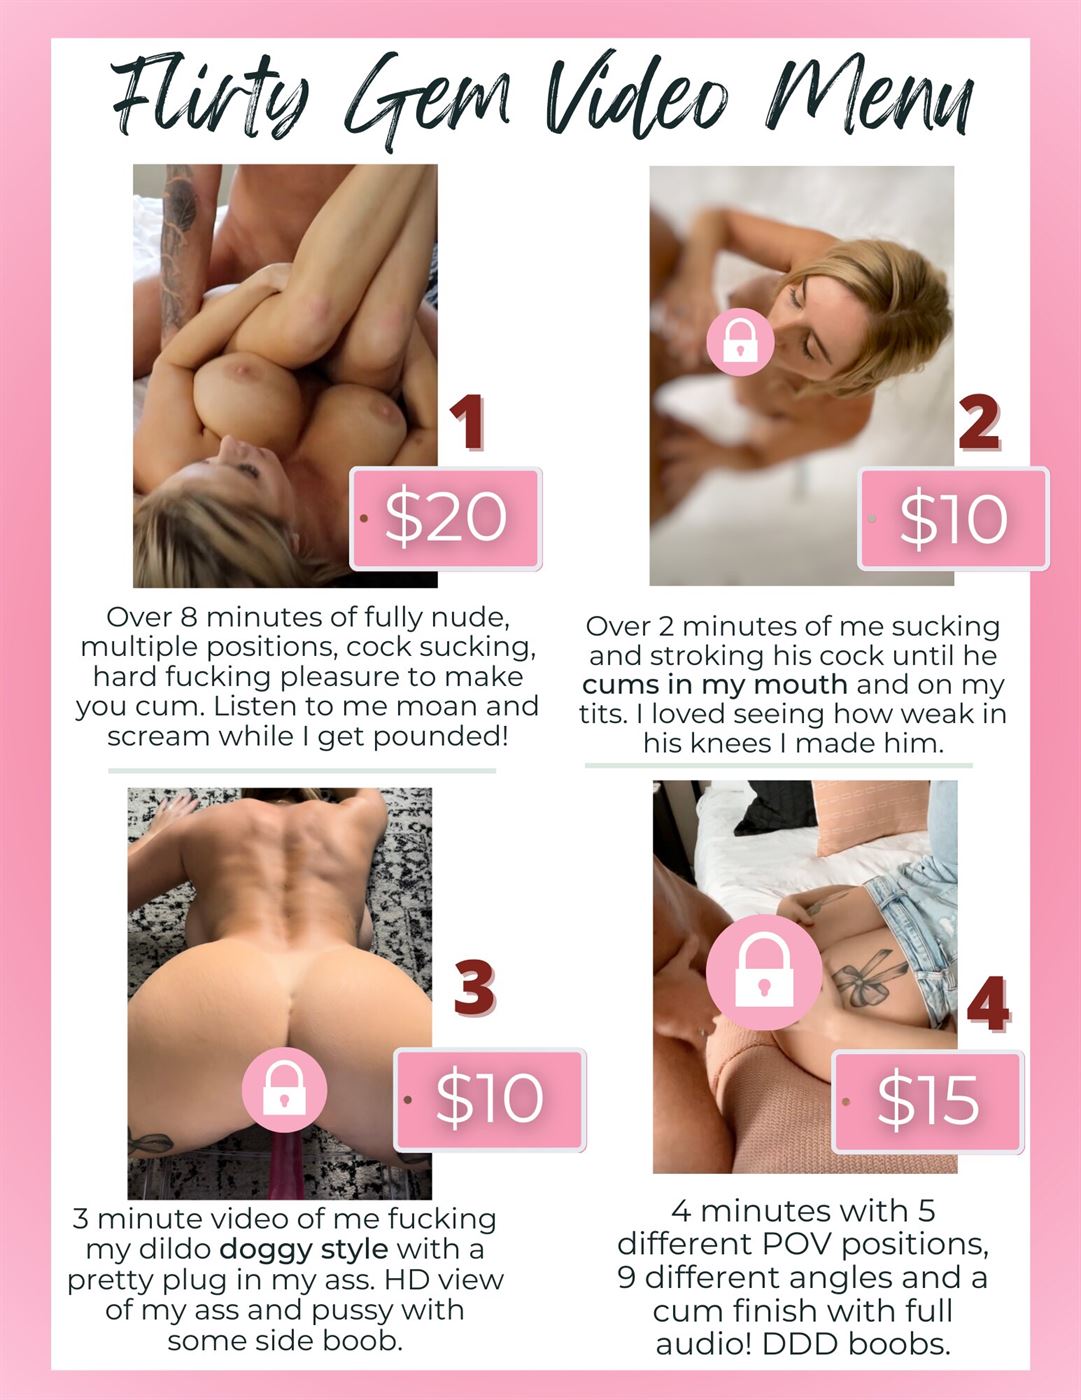 Flirty Gem Video Menu
1
$20
Over 8 minutes of fully nude,
multiple positions, cock sucking,
hard fucking pleasure to make
you cum. Listen to me moan and
scream while I get pounded!
2
$10
Over 2 minutes of me sucking
and stroking his cock until he
cums in my mouth and on my
tits. I loved seeing how weak in
his knees I made him.
3
$10
3 minute video of me fucking
my dildo doggy style with a
pretty plug in my ass. HD view
of my ass and pussy with
some side boob.
4
$15
4 minutes with 5
different POV positions,
9 different angles and a
cum finish with full
audio! DDD boobs.